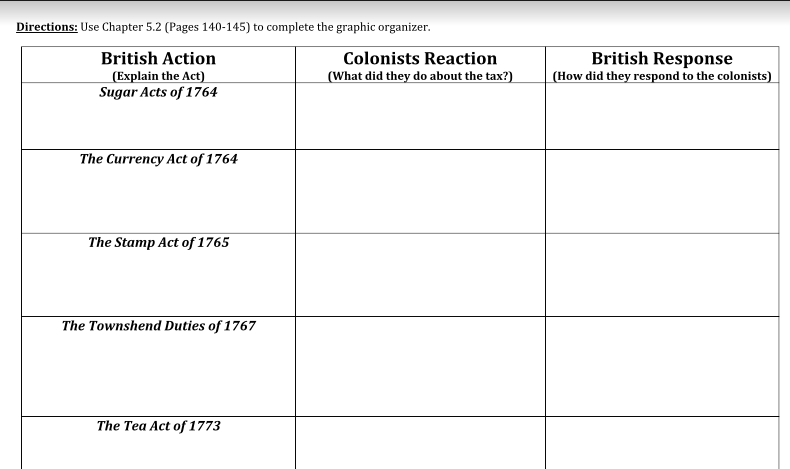 Directions: Use Chapter 5.2 (Pages 140-145) to complete the graphic organizer.
British Action
(Explain the Act)
Colonists Reaction
(What did they do about the tax?)
British Response
(How did they respond to the colonists)
Sugar Acts of 1764
The Currency Act of 1764
The Stamp Act of 1765
The Townshend Duties of 1767
The Tea Act of 1773